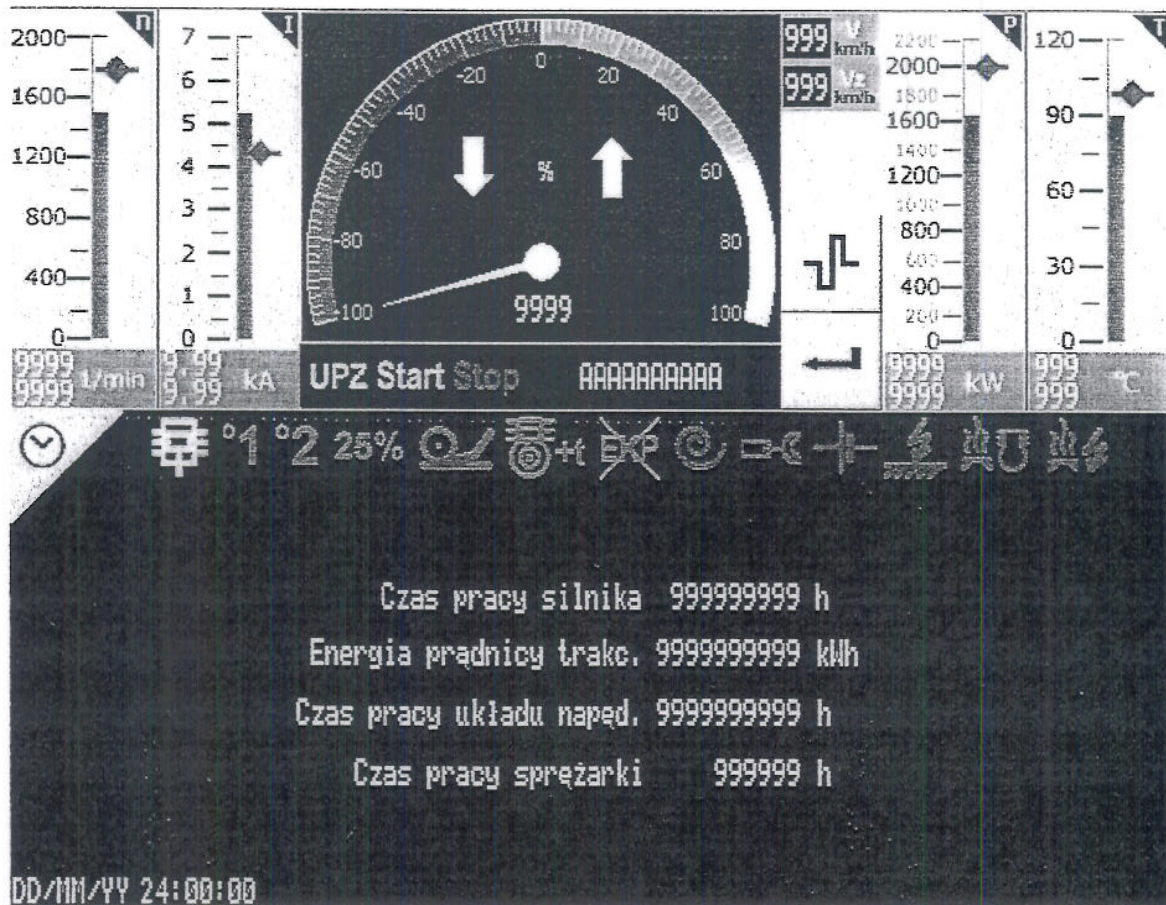 n
2000
1600
1200
800
400
0
9999
9999 1/min
I
7
6
5
4
3
2
1
0
9.99
9.99 kA
-20 0 20
-40 40
-60 % 60
-80 80
-100 100
9999
UPZ Start Stop AAAAAAAAAA
999 V km/h
999 Vz km/h
P
2200
2000
1800
1600
1400
1200
1000
800
600
400
200
0
9999
9999 kW
T
120
90
60
30
0
999
999 °C
°1 °2 25% +t EKP
Czas pracy silnika 999999999 h
Energia prądnicy trakc. 9999999999 kWh
Czas pracy układu napęd. 9999999999 h
Czas pracy sprężarki 999999 h
DD/MM/YY 24:00:00